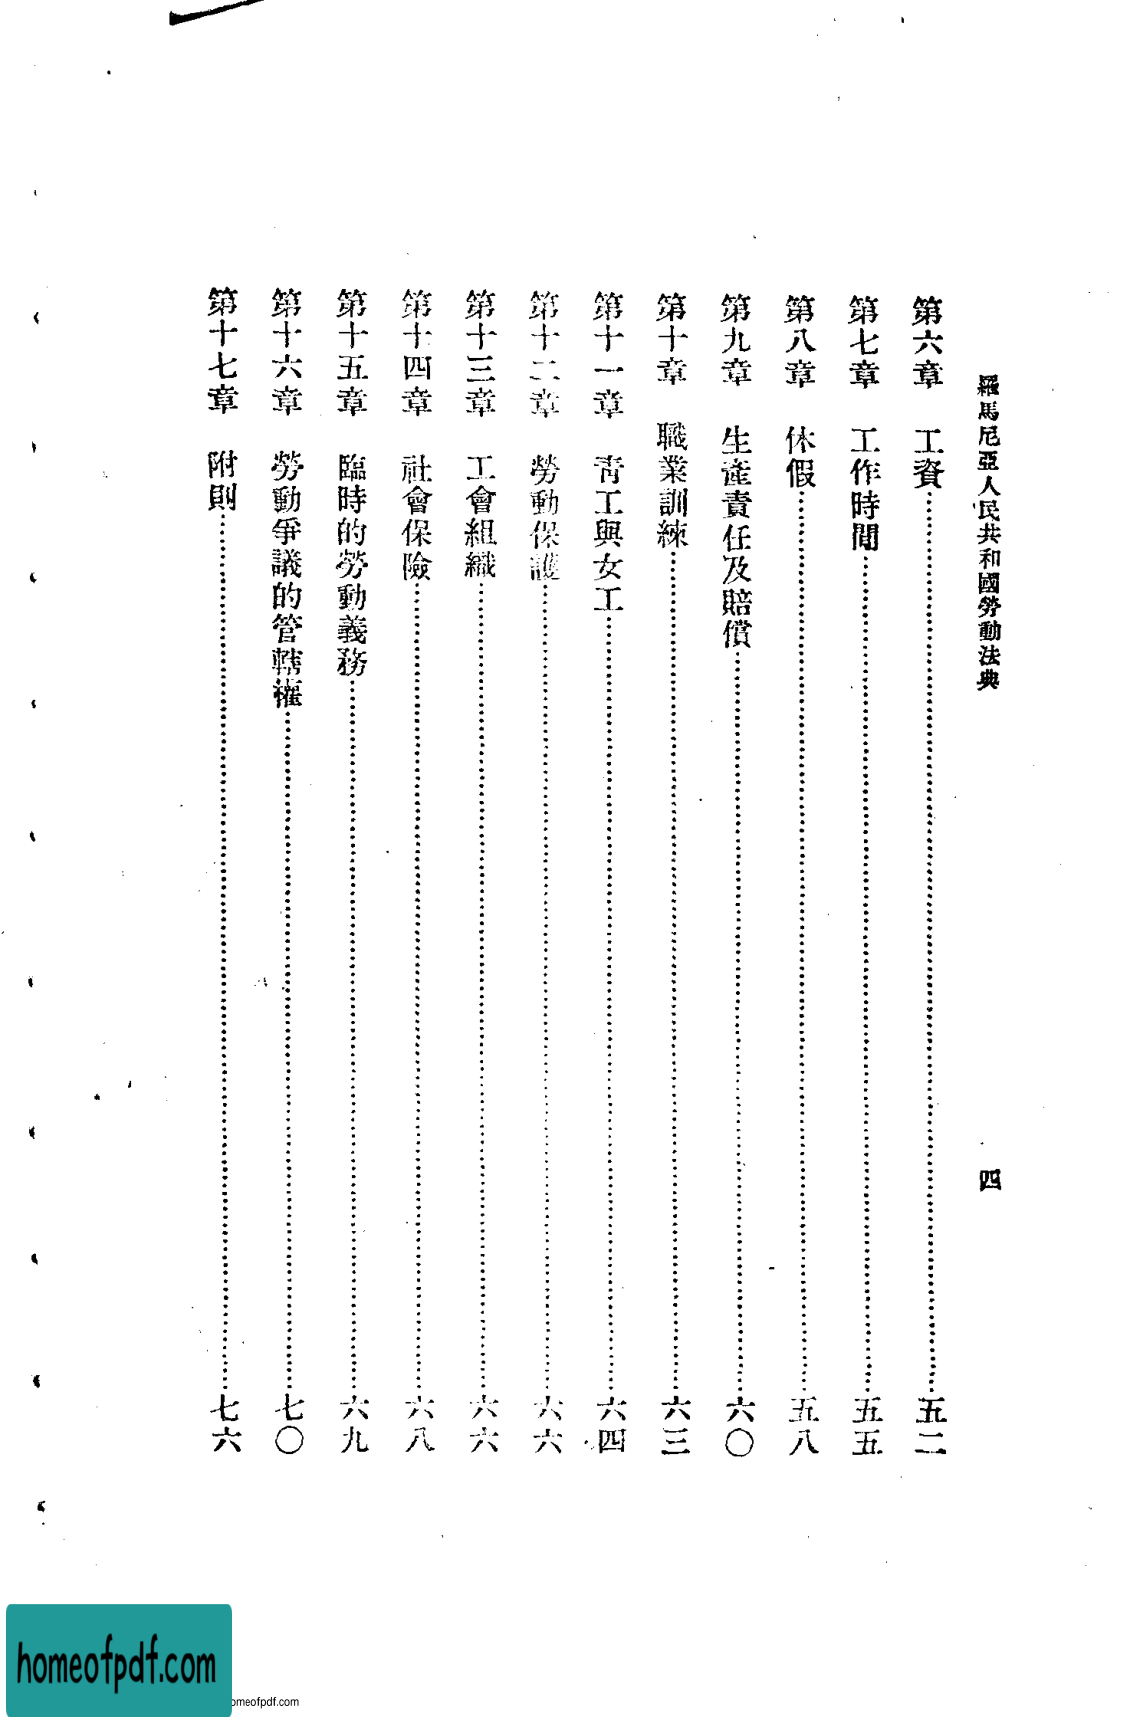 羅馬尼亞人民共和國勞動法典
四
第六章 工資……五二
第七章 工作時間……五五
第八章 休假……五八
第九章 生產責任及賠償……六〇
第十章 職業訓練……六三
第十一章 青工與女工……六四
第十二章 勞動保護……六六
第十三章 工會組織……六六
第十四章 社會保險……六八
第十五章 臨時的勞動義務……六九
第十六章 勞動爭議的管轄權……七〇
第十七章 附則……七六
homeofpdf.com
omeofpdf.com